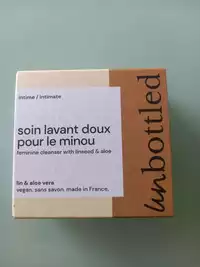 intime / intimate
soin lavant doux
pour le minou
feminine cleanser with linseed & aloe
lin & aloe vera
vegan, sans savon, made in France,
unbottled